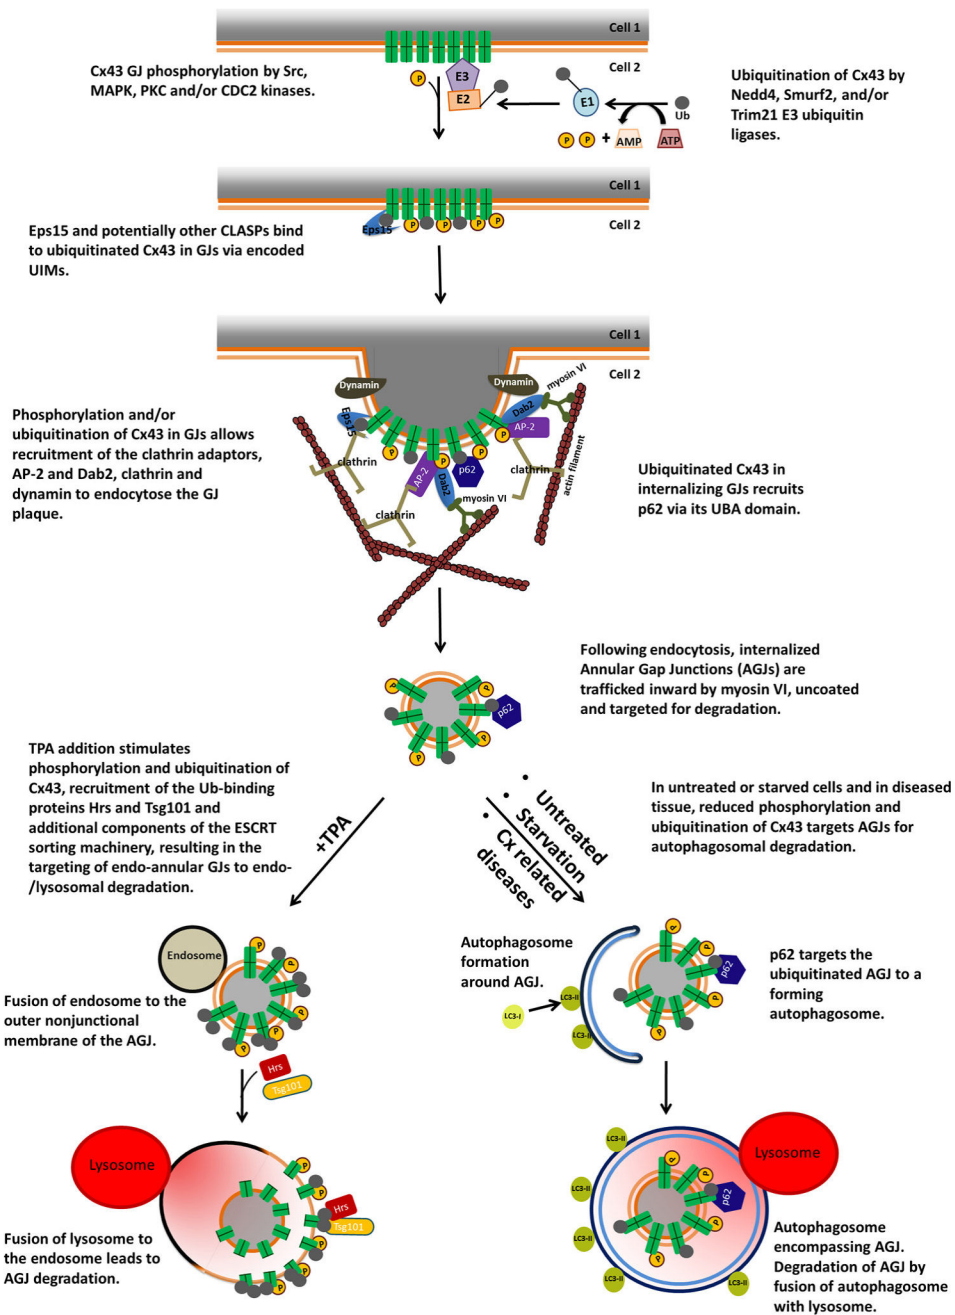 Cell 1
Cell 2
Cx43 GJ phosphorylation by Src,
MAPK, PKC and/or CDC2 kinases.
P
E3
E2
E1
Ub
P P + AMP ATP
Ubiquitination of Cx43 by
Nedd4, Smurf2, and/or
Trim21 E3 ubiquitin
ligases.
Cell 1
Cell 2
Eps15
P P P P
Eps15 and potentially other CLASPs bind
to ubiquitinated Cx43 in GJs via encoded
UIMs.
Cell 1
Cell 2
Dynamin
Dynamin
myosin VI
Eps15
Dab2
AP-2
P
P
P
clathrin
AP-2
p62
Dab2
clathrin
actin filament
myosin VI
clathrin
Phosphorylation and/or
ubiquitination of Cx43 in GJs allows
recruitment of the clathrin adaptors,
AP-2 and Dab2, clathrin and
dynamin to endocytose the GJ
plaque.
Ubiquitinated Cx43 in
internalizing GJs recruits
p62 via its UBA domain.
P
P
p62
P
P
Following endocytosis, internalized
Annular Gap Junctions (AGJs) are
trafficked inward by myosin VI, uncoated
and targeted for degradation.
TPA addition stimulates
phosphorylation and ubiquitination of
Cx43, recruitment of the Ub-binding
proteins Hrs and Tsg101 and
additional components of the ESCRT
sorting machinery, resulting in the
targeting of endo-annular GJs to endo-
/lysosomal degradation.
+TPA
• Untreated
• Starvation
• Cx related
diseases
In untreated or starved cells and in diseased
tissue, reduced phosphorylation and
ubiquitination of Cx43 targets AGJs for
autophagosomal degradation.
Endosome
P
P
P
P
P
Fusion of endosome to the
outer nonjunctional
membrane of the AGJ.
Hrs
Tsg101
Autophagosome
formation
around AGJ.
LC3-I
LC3-II
LC3-II
P
P
p62
P
P
p62 targets the
ubiquitinated AGJ to a
forming
autophagosome.
Lysosome
P
P
Hrs
Tsg101
P
P
P
Fusion of lysosome to
the endosome leads to
AGJ degradation.
LC3-II
LC3-II
LC3-II
LC3-II
LC3-II
P
P
p62
P
P
Lysosome
Autophagosome
encompassing AGJ.
Degradation of AGJ by
fusion of autophagosome
with lysosome.